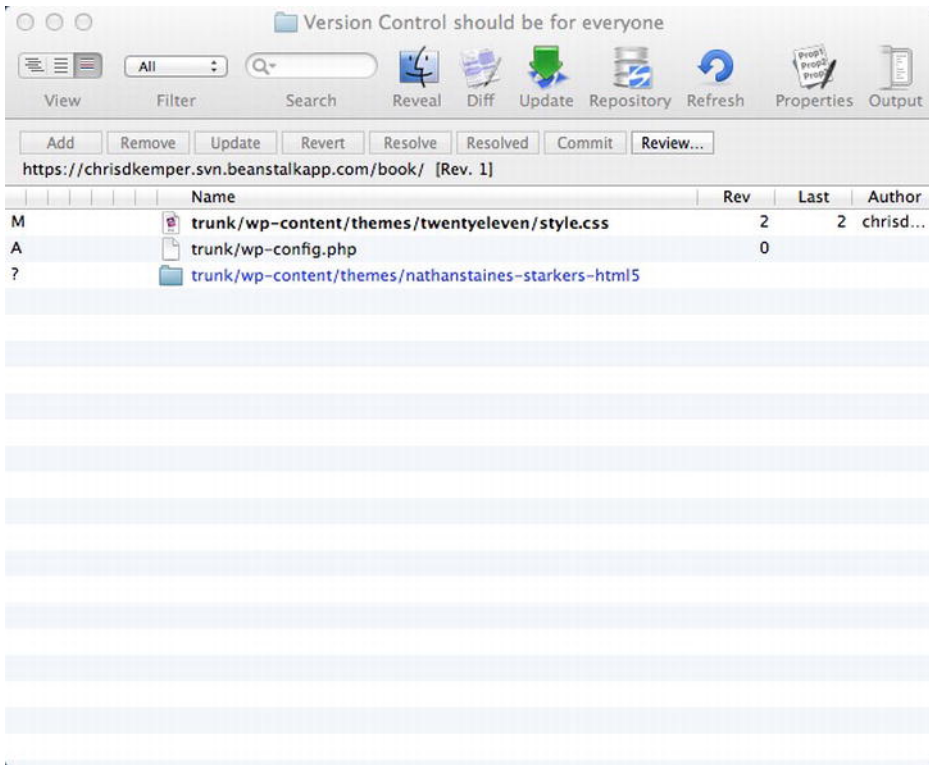 Version Control should be for everyone
All
View Filter Search Reveal Diff Update Repository Refresh Properties Output
Add Remove Update Revert Resolve Resolved Commit Review...
https://chrisdkemper.svn.beanstalkapp.com/book/ [Rev. 1]
Name Rev Last Author
M trunk/wp-content/themes/twentyeleven/style.css 2 2 chrisd...
A trunk/wp-config.php 0
? trunk/wp-content/themes/nathanstaines-starkers-html5